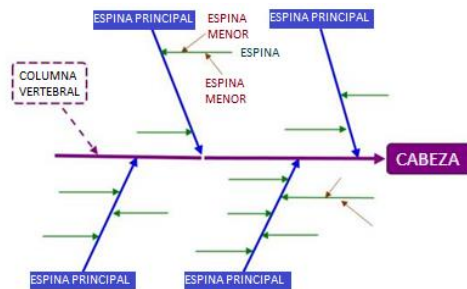 ESPINA PRINCIPAL
ESPINA
MENOR
ESPINA PRINCIPAL
ESPINA
ESPINA
MENOR
COLUMNA
VERTEBRAL
CABEZA
ESPINA PRINCIPAL
ESPINA PRINCIPAL